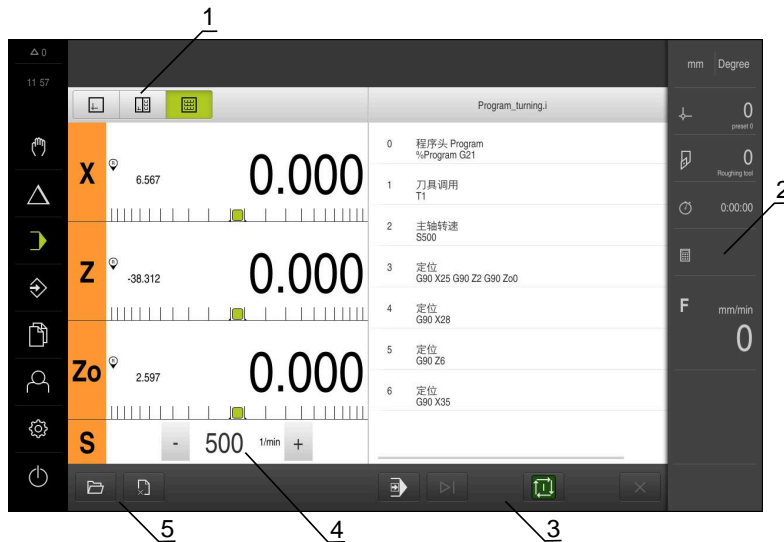 1
0
11 57
mm Degree
Program_turning.i
X
R
6.567
0.000
Z
R
-38.312
0.000
Zo
R
2.597
0.000
S
- 500 1/min +
0 程序头 Program
%Program G21
1 刀具调用
T1
2 主轴转速
S500
3 定位
G90 X25 G90 Z2 G90 Zo0
4 定位
G90 X28
5 定位
G90 Z6
6 定位
G90 X35
0
preset 0
0
Roughing tool
0:00:00
F mm/min
0
2
5
4
3